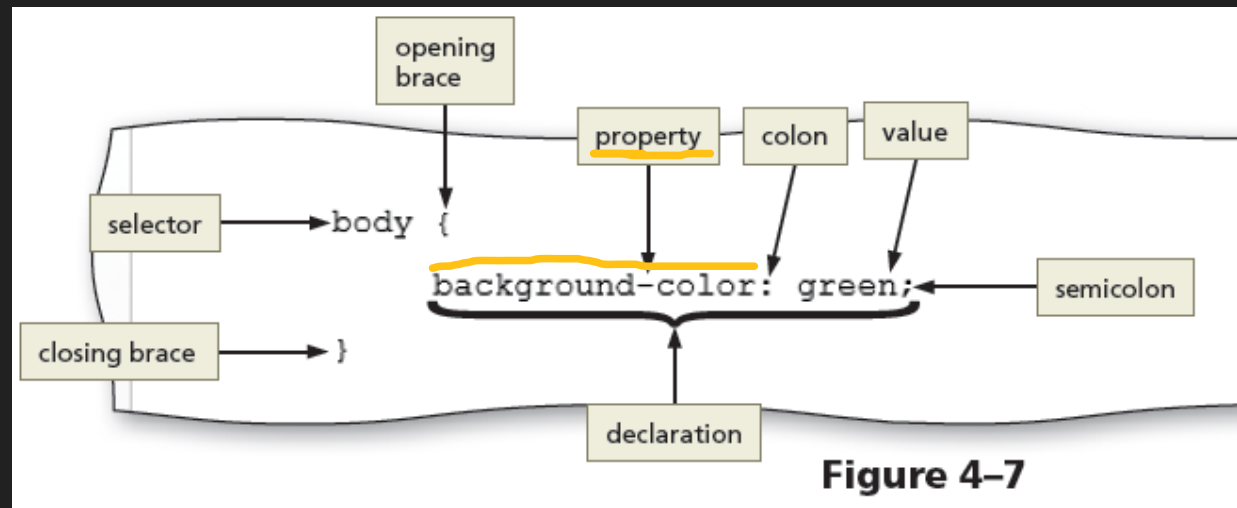 opening
brace
property
colon
value
selector
body {
background-color: green;
semicolon
closing brace
}
declaration
Figure 4–7